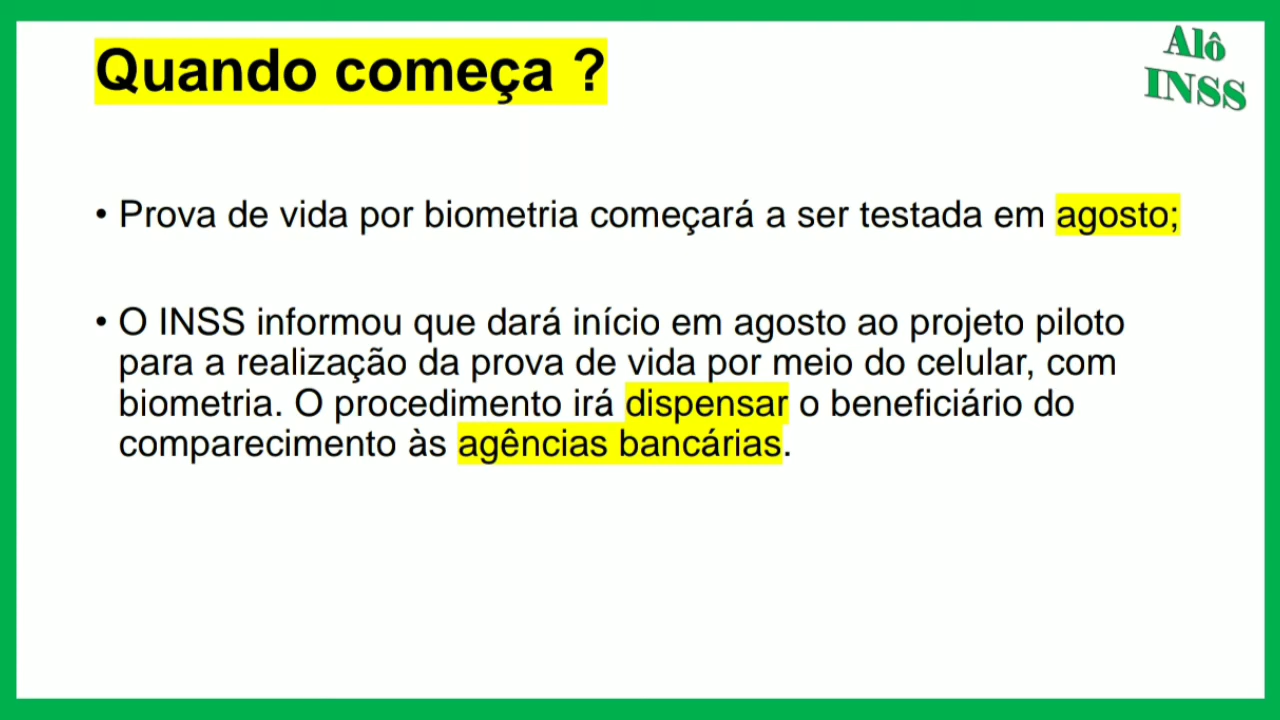 Quando começa ?
Alô
INSS
• Prova de vida por biometria começará a ser testada em agosto;
• O INSS informou que dará início em agosto ao projeto piloto
para a realização da prova de vida por meio do celular, com
biometria. O procedimento irá dispensar o beneficiário do
comparecimento às agências bancárias.